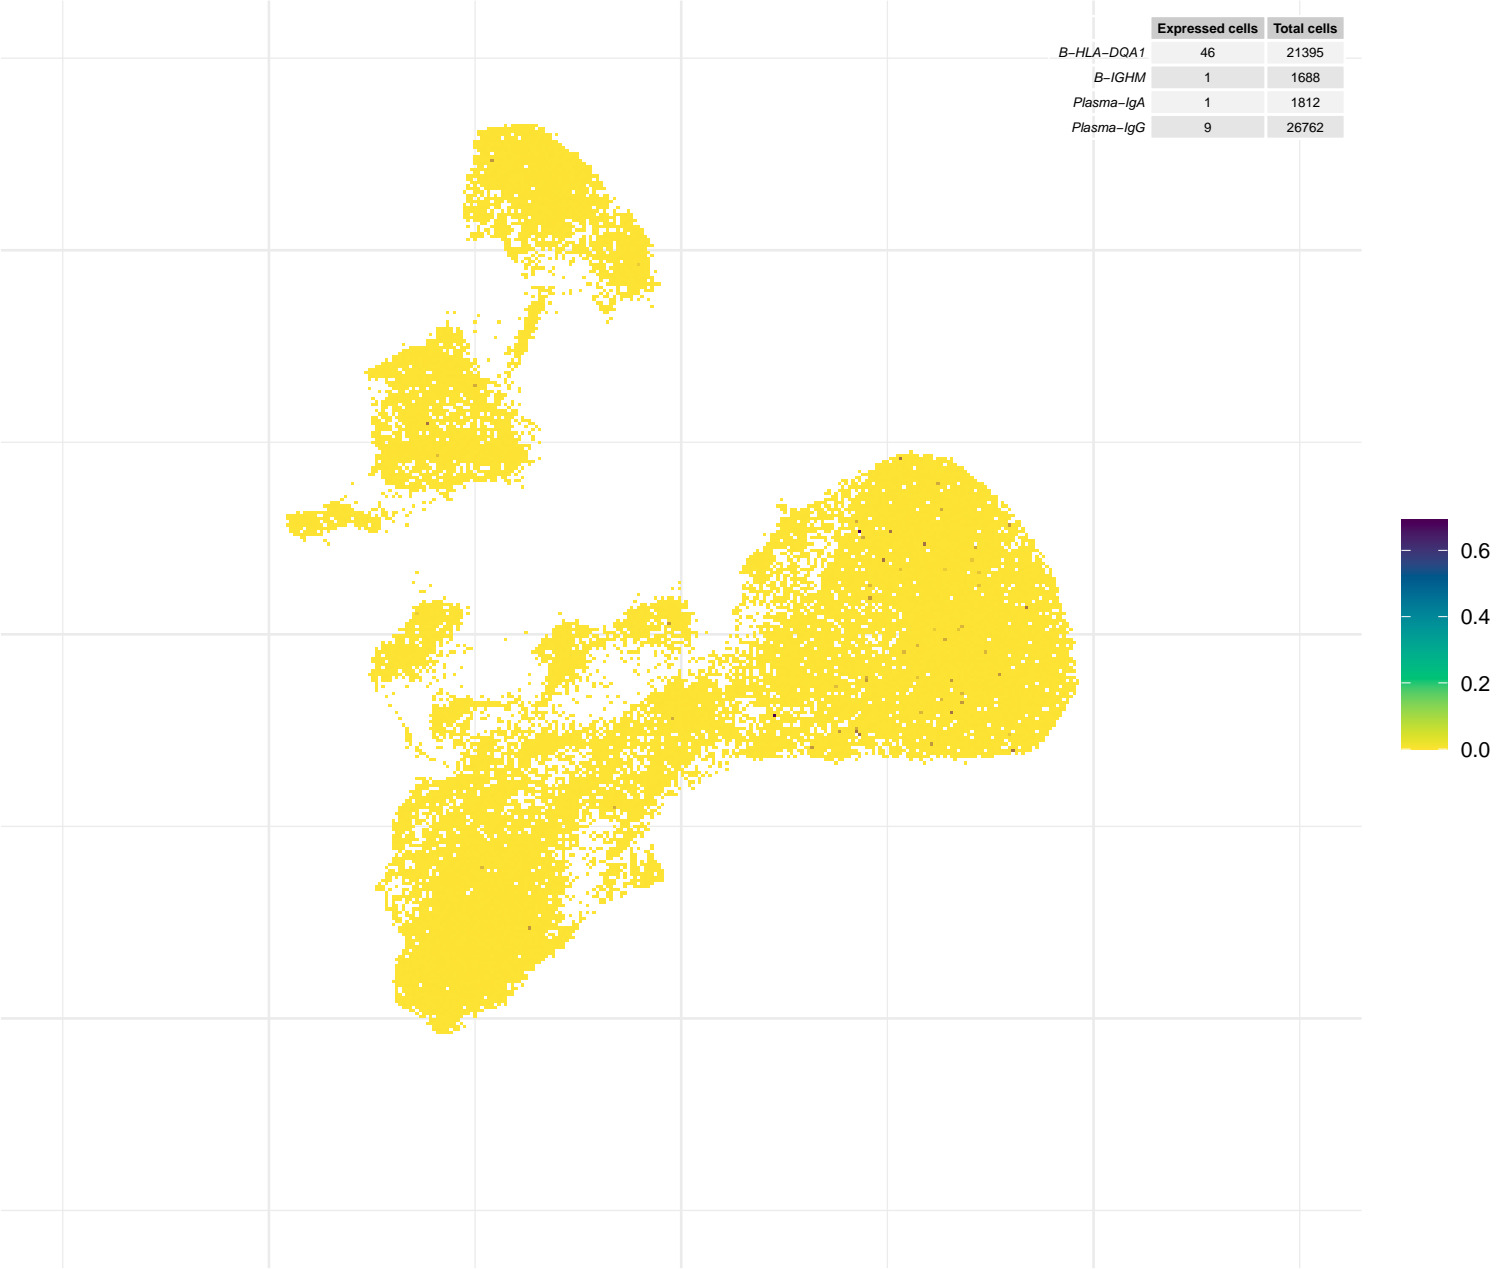 Expressed cells Total cells
B−HLA−DQA1 46 21395
B−IGHM 1 1688
Plasma−IgA 1 1812
Plasma−IgG 9 26762
0.6
0.4
0.2
0.0